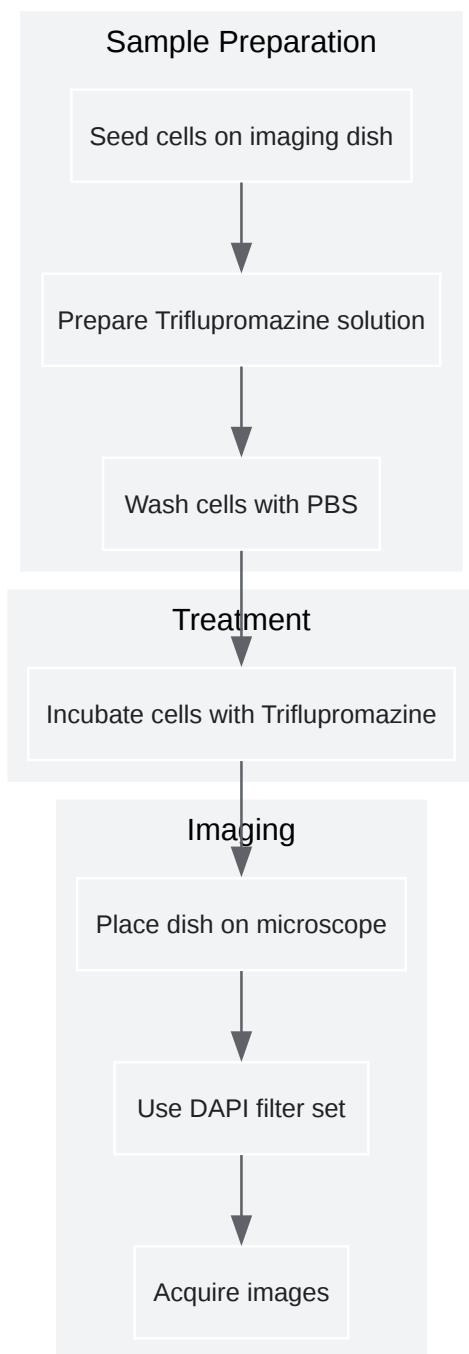 Sample Preparation
Seed cells on imaging dish
Prepare Triflupromazine solution
Wash cells with PBS
Treatment
Incubate cells with Triflupromazine
Imaging
Place dish on microscope
Use DAPI filter set
Acquire images